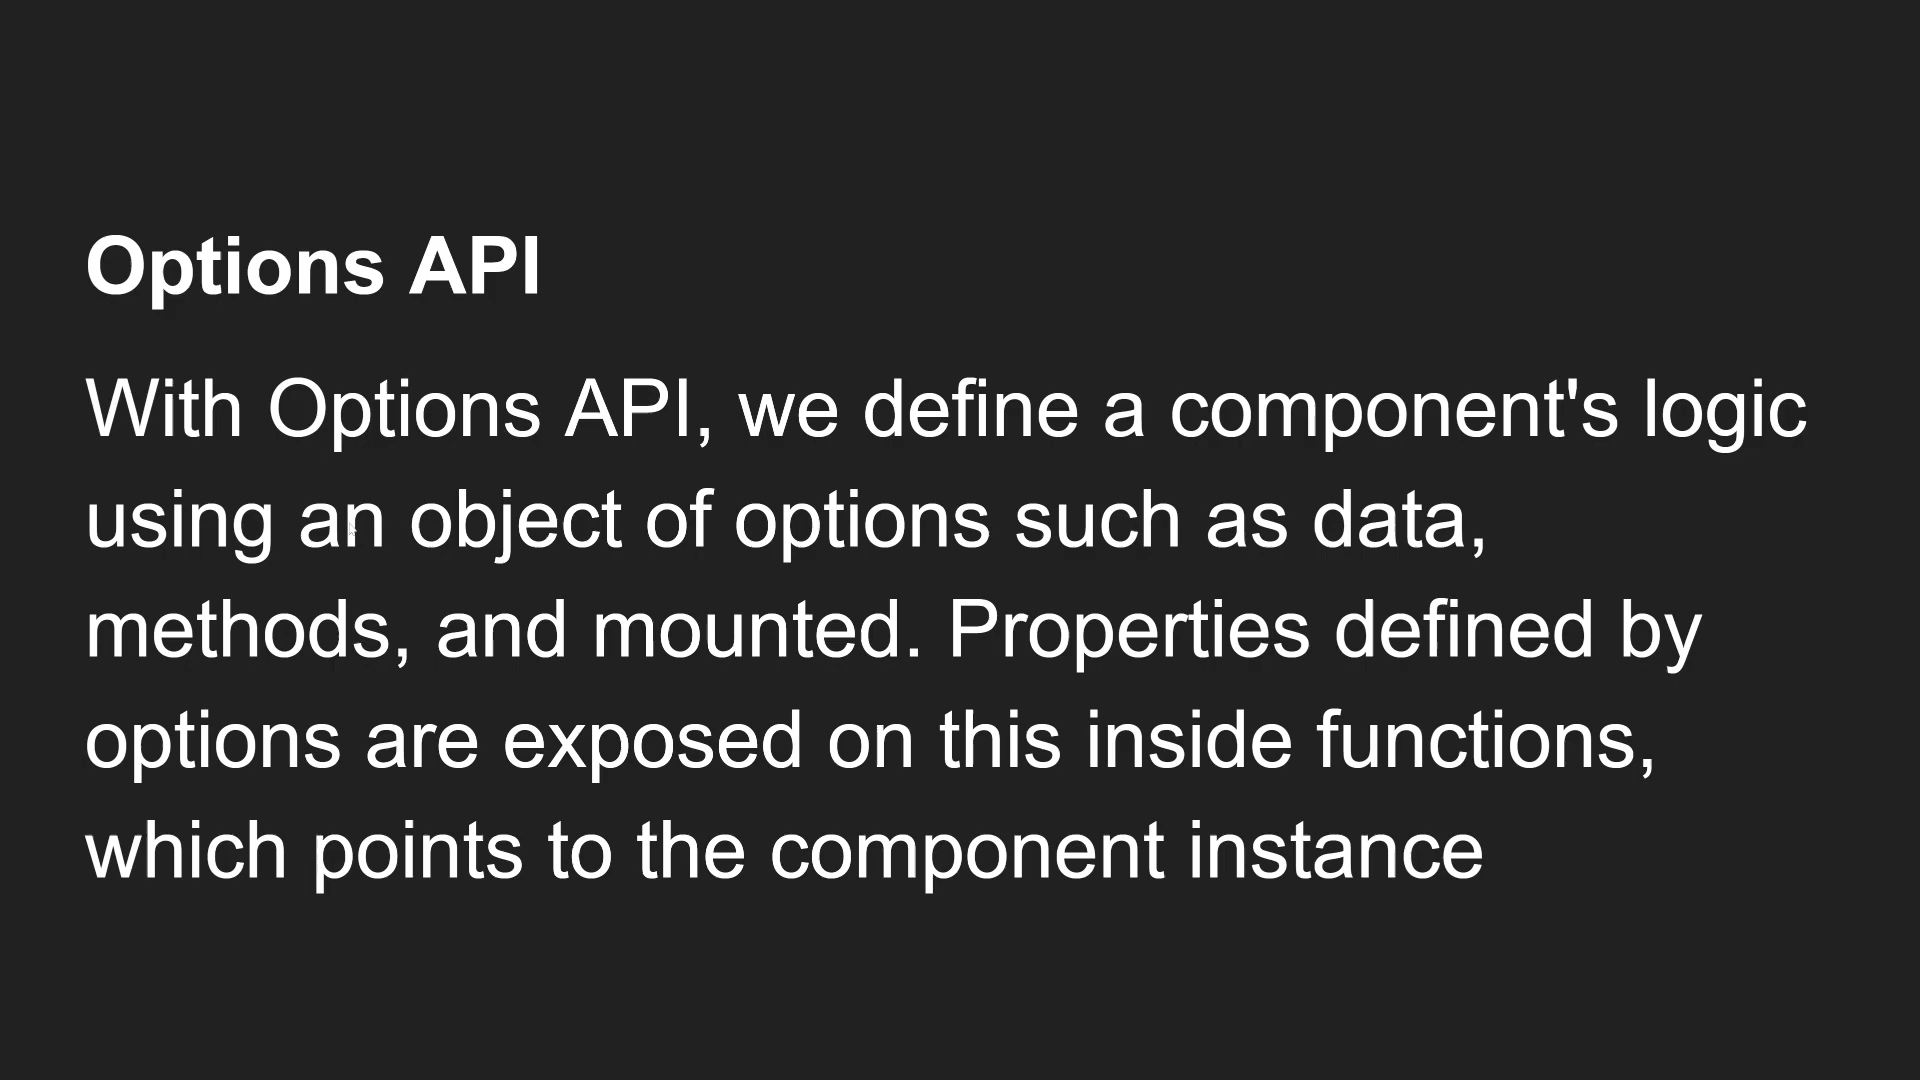 Options API
With Options API, we define a component's logic
using an object of options such as data,
methods, and mounted. Properties defined by
options are exposed on this inside functions,
which points to the component instance